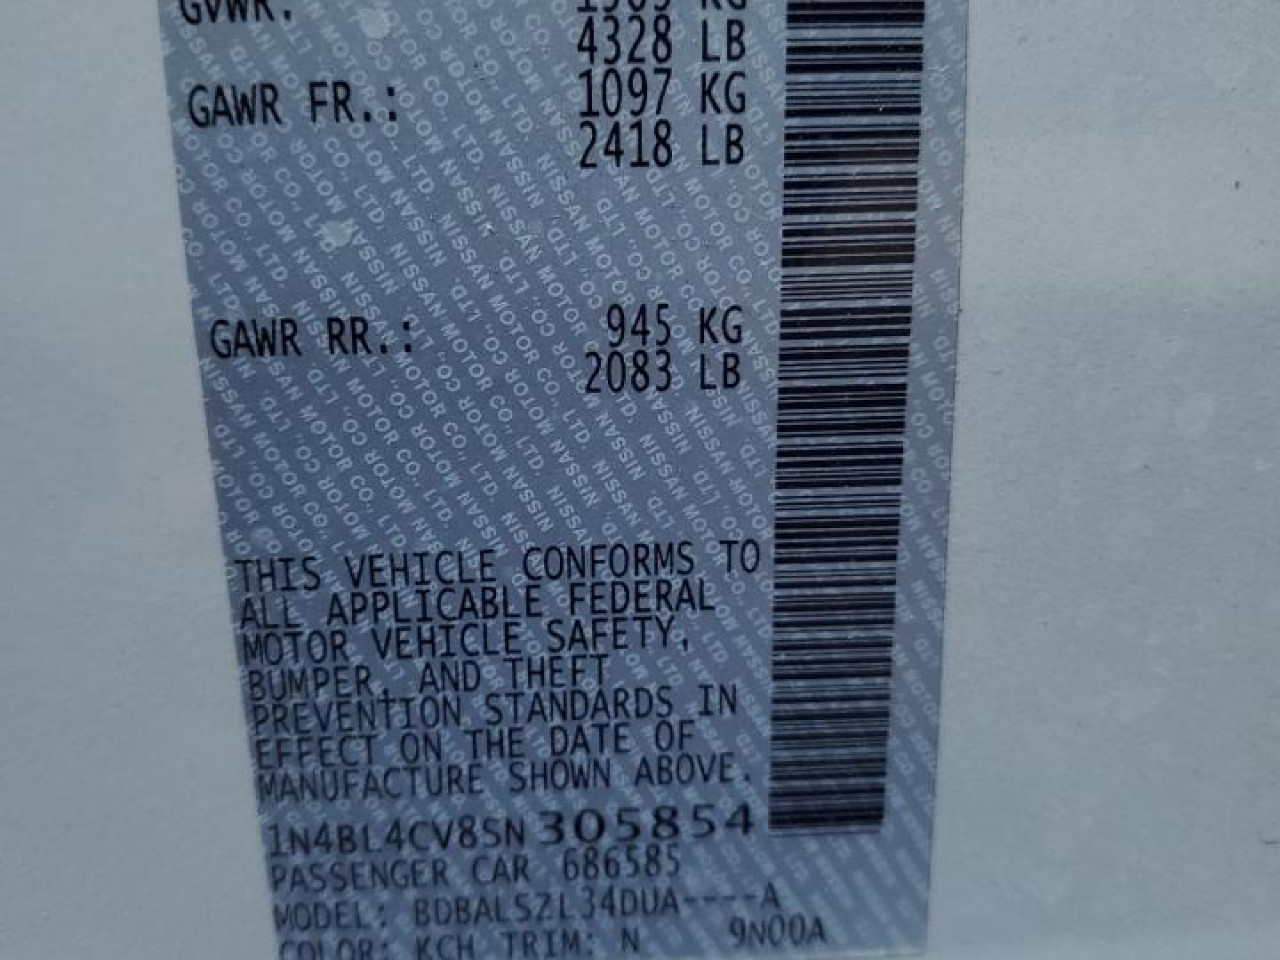 GVWR.
4328 LB
GAWR FR.: 1097 KG
2418 LB
GAWR RR.: 945 KG
2083 LB
THIS VEHICLE CONFORMS TO
ALL APPLICABLE FEDERAL
MOTOR VEHICLE SAFETY,
BUMPER, AND THEFT
PREVENTION STANDARDS IN
EFFECT ON THE DATE OF
MANUFACTURE SHOWN ABOVE.
1N4BL4CV8SN305854
PASSENGER CAR 686585
MODEL: BDBALSZL34DUA----A
COLOR: KCH TRIM: N 9N00A